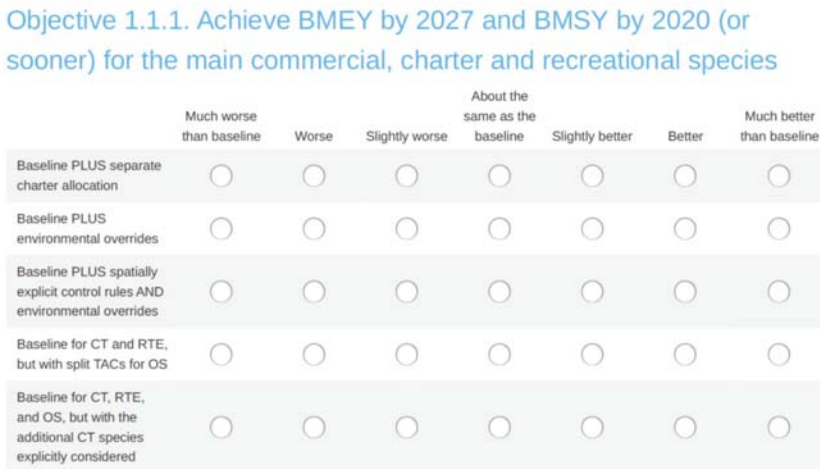 Objective 1.1.1. Achieve BMEY by 2027 and BMSY by 2020 (or
sooner) for the main commercial, charter and recreational species
Much worse
than baseline
Worse
Slightly worse
About the
same as the
baseline
Slightly better
Better
Much better
than baseline
Baseline PLUS separate
charter allocation
Baseline PLUS
environmental overrides
Baseline PLUS spatially
explicit control rules AND
environmental overrides
Baseline for CT and RTE,
but with split TACs for OS
Baseline for CT, RTE,
and OS, but with the
additional CT species
explicitly considered